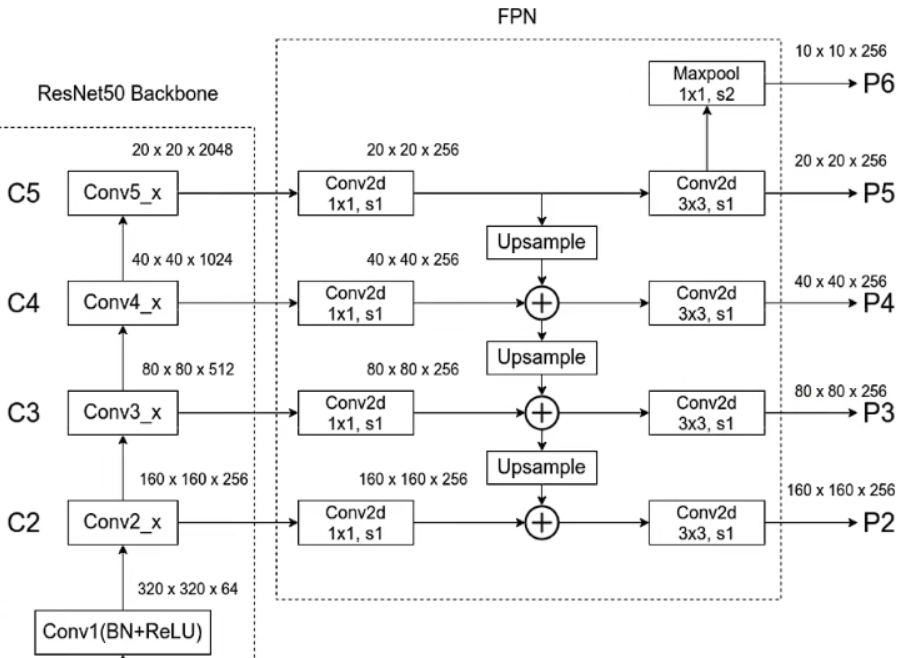 FPN
10 x 10 x 256
Maxpool
1x1, s2
P6
ResNet50 Backbone
20 x 20 x 2048
20 x 20 x 256
20 x 20 x 256
C5
Conv5_x
Conv2d
1x1, s1
Conv2d
3x3, s1
P5
Upsample
40 x 40 x 1024
40 x 40 x 256
40 x 40 x 256
C4
Conv4_x
Conv2d
1x1, s1
Conv2d
3x3, s1
P4
Upsample
80 x 80 x 512
80 x 80 x 256
80 x 80 x 256
C3
Conv3_x
Conv2d
1x1, s1
Conv2d
3x3, s1
P3
Upsample
160 x 160 x 256
160 x 160 x 256
160 x 160 x 256
C2
Conv2_x
Conv2d
1x1, s1
Conv2d
3x3, s1
P2
320 x 320 x 64
Conv1(BN+ReLU)